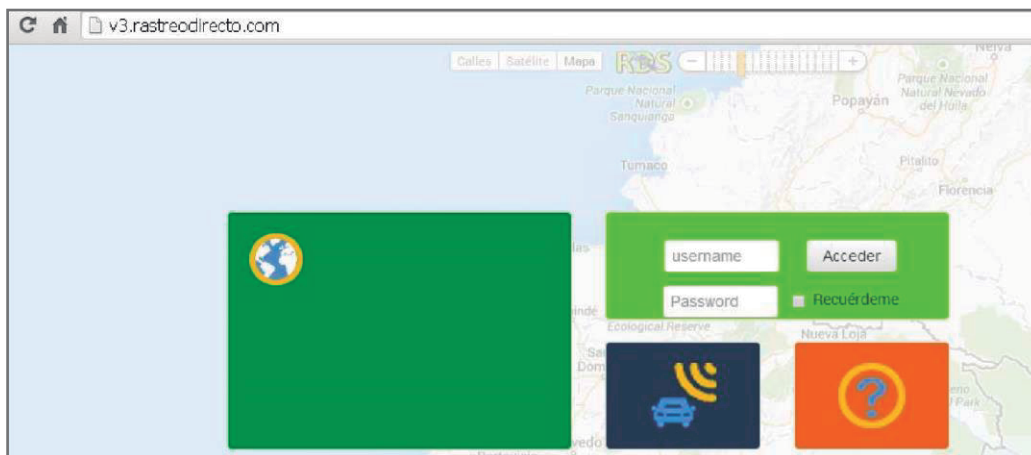 v3.rastreodirecto.com
Calles Satélite Mapa RDS
Neiva
Parque Nacional
Natural Nevado
del Huila
Parque Nacional
Natural
Sanquianga
Popayán
Tumaco
Pitalito
Florencia
username Acceder
Password Recuérdeme
Ecological Reserve
Nueva Loja